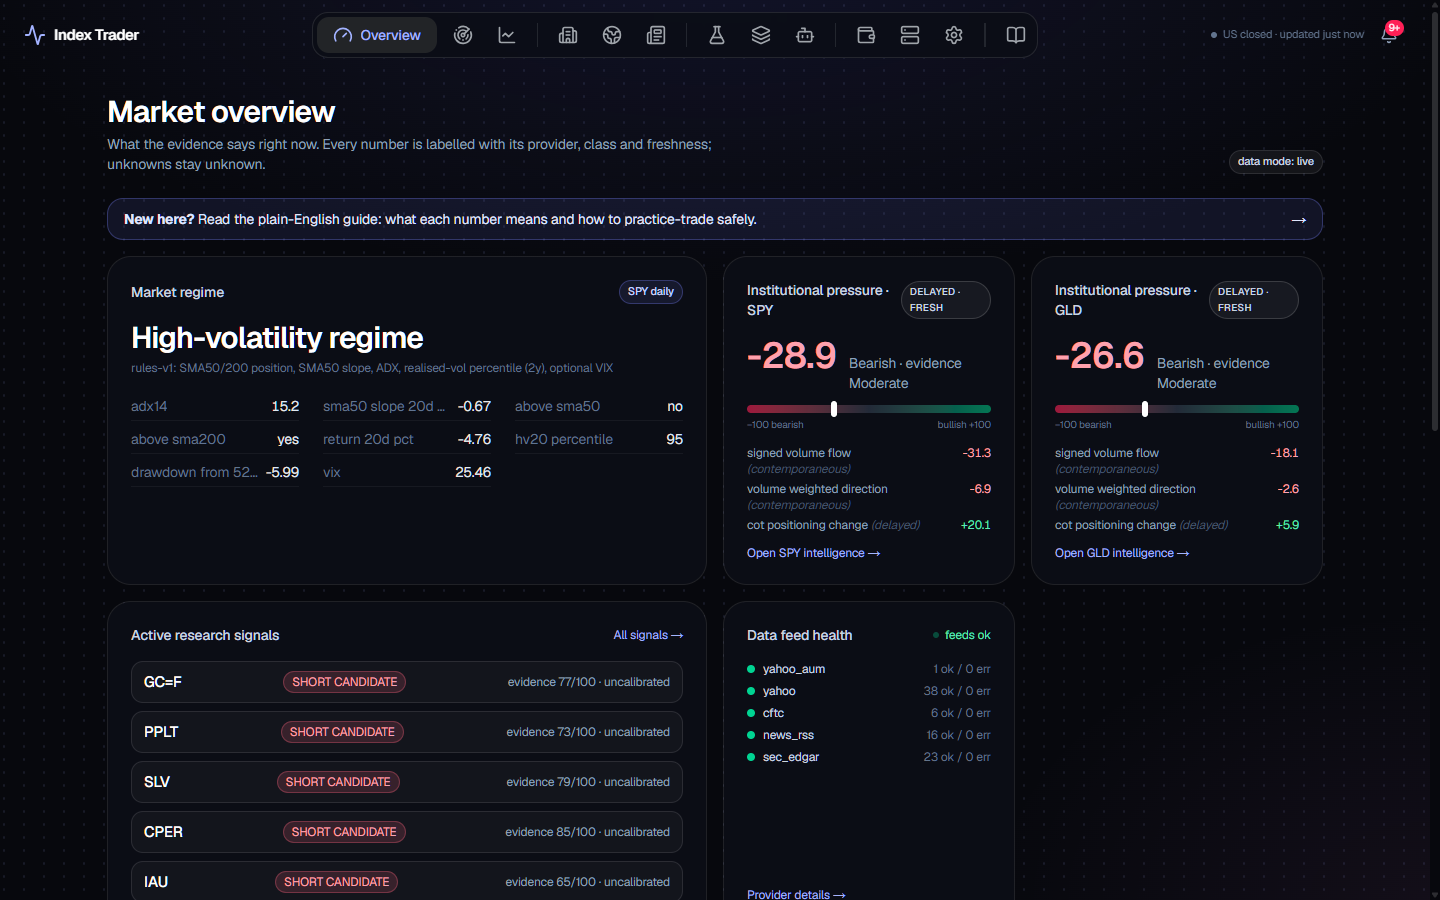 Index Trader
Overview
US closed · updated just now
9+
Market overview
What the evidence says right now. Every number is labelled with its provider, class and freshness;
unknowns stay unknown.
data mode: live
New here? Read the plain-English guide: what each number means and how to practice-trade safely. →
Market regime
SPY daily
High-volatility regime
rules-v1: SMA50/200 position, SMA50 slope, ADX, realised-vol percentile (2y), optional VIX
adx14 15.2 sma50 slope 20d ... -0.67 above sma50 no
above sma200 yes return 20d pct -4.76 hv20 percentile 95
drawdown from 52... -5.99 vix 25.46
Institutional pressure ·
SPY
DELAYED ·
FRESH
-28.9
Bearish · evidence
Moderate
−100 bearish bullish +100
signed volume flow -31.3
(contemporaneous)
volume weighted direction -6.9
(contemporaneous)
cot positioning change (delayed) +20.1
Open SPY intelligence →
Institutional pressure ·
GLD
DELAYED ·
FRESH
-26.6
Bearish · evidence
Moderate
−100 bearish bullish +100
signed volume flow -18.1
(contemporaneous)
volume weighted direction -2.6
(contemporaneous)
cot positioning change (delayed) +5.9
Open GLD intelligence →
Active research signals
All signals →
GC=F SHORT CANDIDATE evidence 77/100 · uncalibrated
PPLT SHORT CANDIDATE evidence 73/100 · uncalibrated
SLV SHORT CANDIDATE evidence 79/100 · uncalibrated
CPER SHORT CANDIDATE evidence 85/100 · uncalibrated
IAU SHORT CANDIDATE evidence 65/100 · uncalibrated
Data feed health
feeds ok
yahoo_aum 1 ok / 0 err
yahoo 38 ok / 0 err
cftc 6 ok / 0 err
news_rss 16 ok / 0 err
sec_edgar 23 ok / 0 err
Provider details →